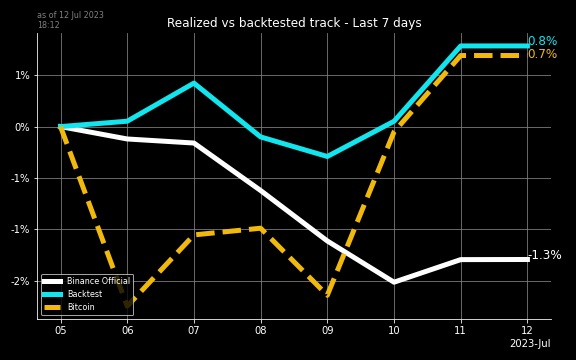 as of 12 Jul 2023
18:12
Realized vs backtested track - Last 7 days
1%
0%
-1%
-1%
-2%
0.8%
0.7%
-1.3%
Binance Official
Backtest
Bitcoin
05 06 07 08 09 10 11 12
2023-Jul